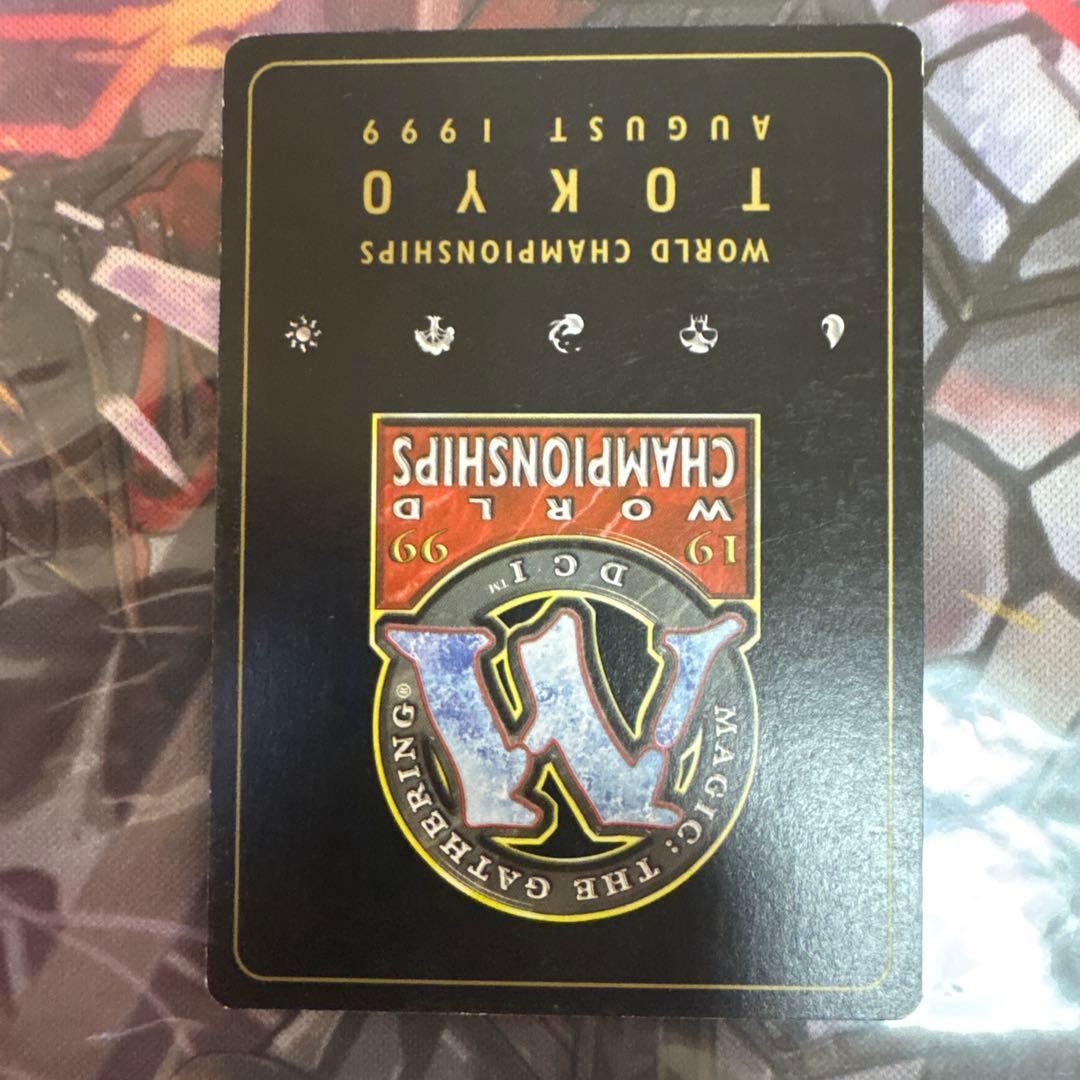 MAGIC: THE GATHERING®
DCI™
19 99
WORLD
CHAMPIONSHIPS
WORLD CHAMPIONSHIPS
TOKYO
AUGUST 1999